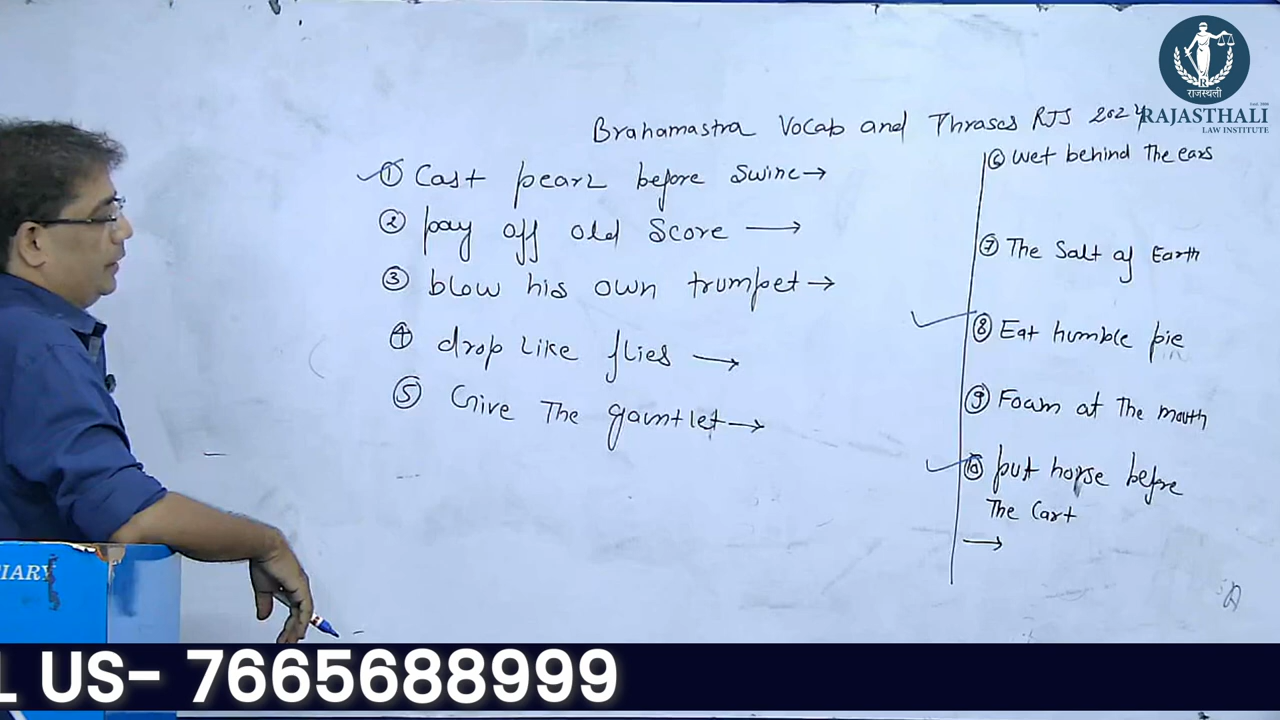 राजस्थली
RAJASTHALI
LAW INSTITUTE
Brahamastra Vocab and Thrases RJS 2024
① Cast pearl before swine →
② pay off old Score →
③ blow his own trumpet →
④ drop like flies →
⑤ Give The gauntlet →
⑥ wet behind The ears
⑦ The Salt of Earth
⑧ Eat humble pie
⑨ Foam at The mouth
⑩ put horse before
The Cart
→
IARY
L US- 7665688999